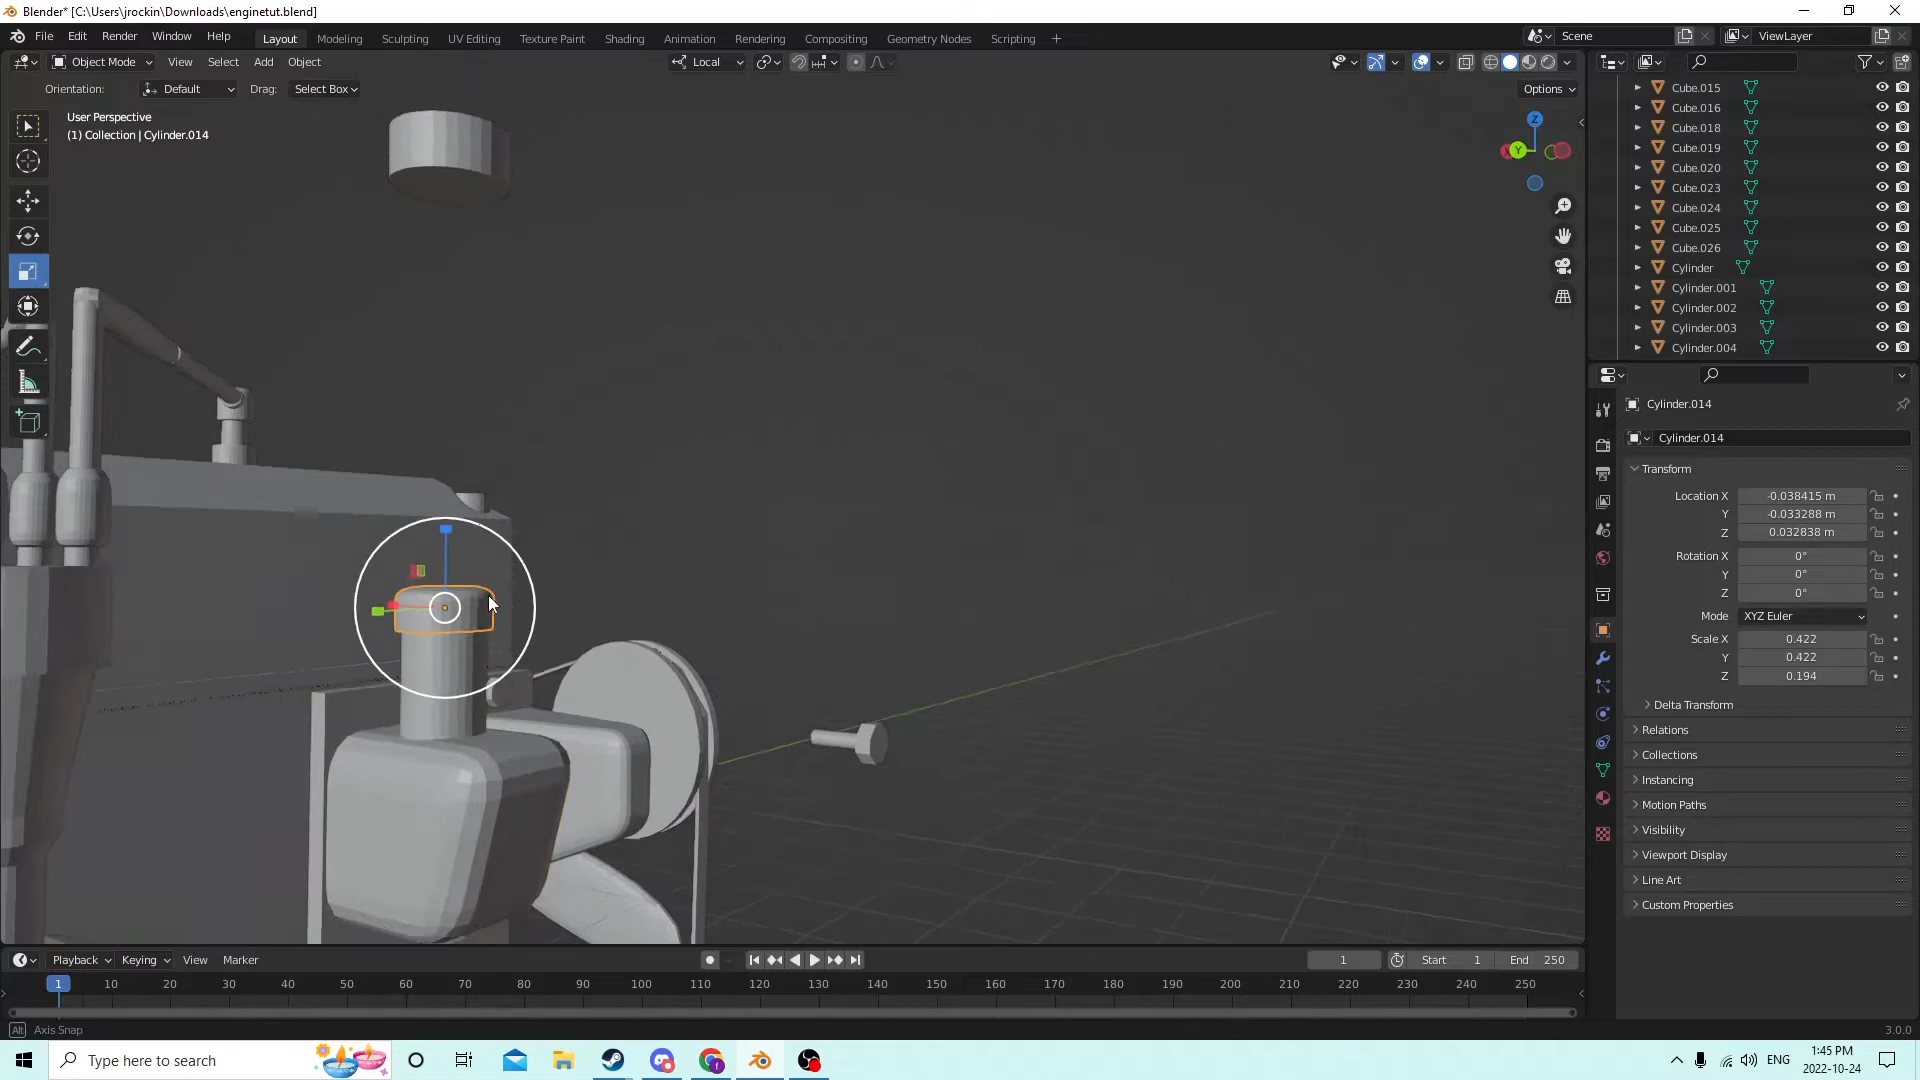 Blender* [C:\Users\jrockin\Downloads\enginetut.blend]
File Edit Render Window Help
Layout Modeling Sculpting UV Editing Texture Paint Shading Animation Rendering Compositing Geometry Nodes Scripting +
Scene
ViewLayer
Object Mode View Select Add Object
Local
Orientation: Default Drag: Select Box
Options
User Perspective
(1) Collection | Cylinder.014
Z
Y
Cube.015
Cube.016
Cube.018
Cube.019
Cube.020
Cube.023
Cube.024
Cube.025
Cube.026
Cylinder
Cylinder.001
Cylinder.002
Cylinder.003
Cylinder.004
Cylinder.014
Cylinder.014
Transform
Location X -0.038415 m
Y -0.033288 m
Z 0.032838 m
Rotation X 0°
Y 0°
Z 0°
Mode XYZ Euler
Scale X 0.422
Y 0.422
Z 0.194
Delta Transform
Relations
Collections
Instancing
Motion Paths
Visibility
Viewport Display
Line Art
Custom Properties
Playback Keying View Marker
1 Start 1 End 250
1 10 20 30 40 50 60 70 80 90 100 110 120 130 140 150 160 170 180 190 200 210 220 230 240 250
Alt Axis Snap
3.0.0
Type here to search
ENG
1:45 PM
2022-10-24